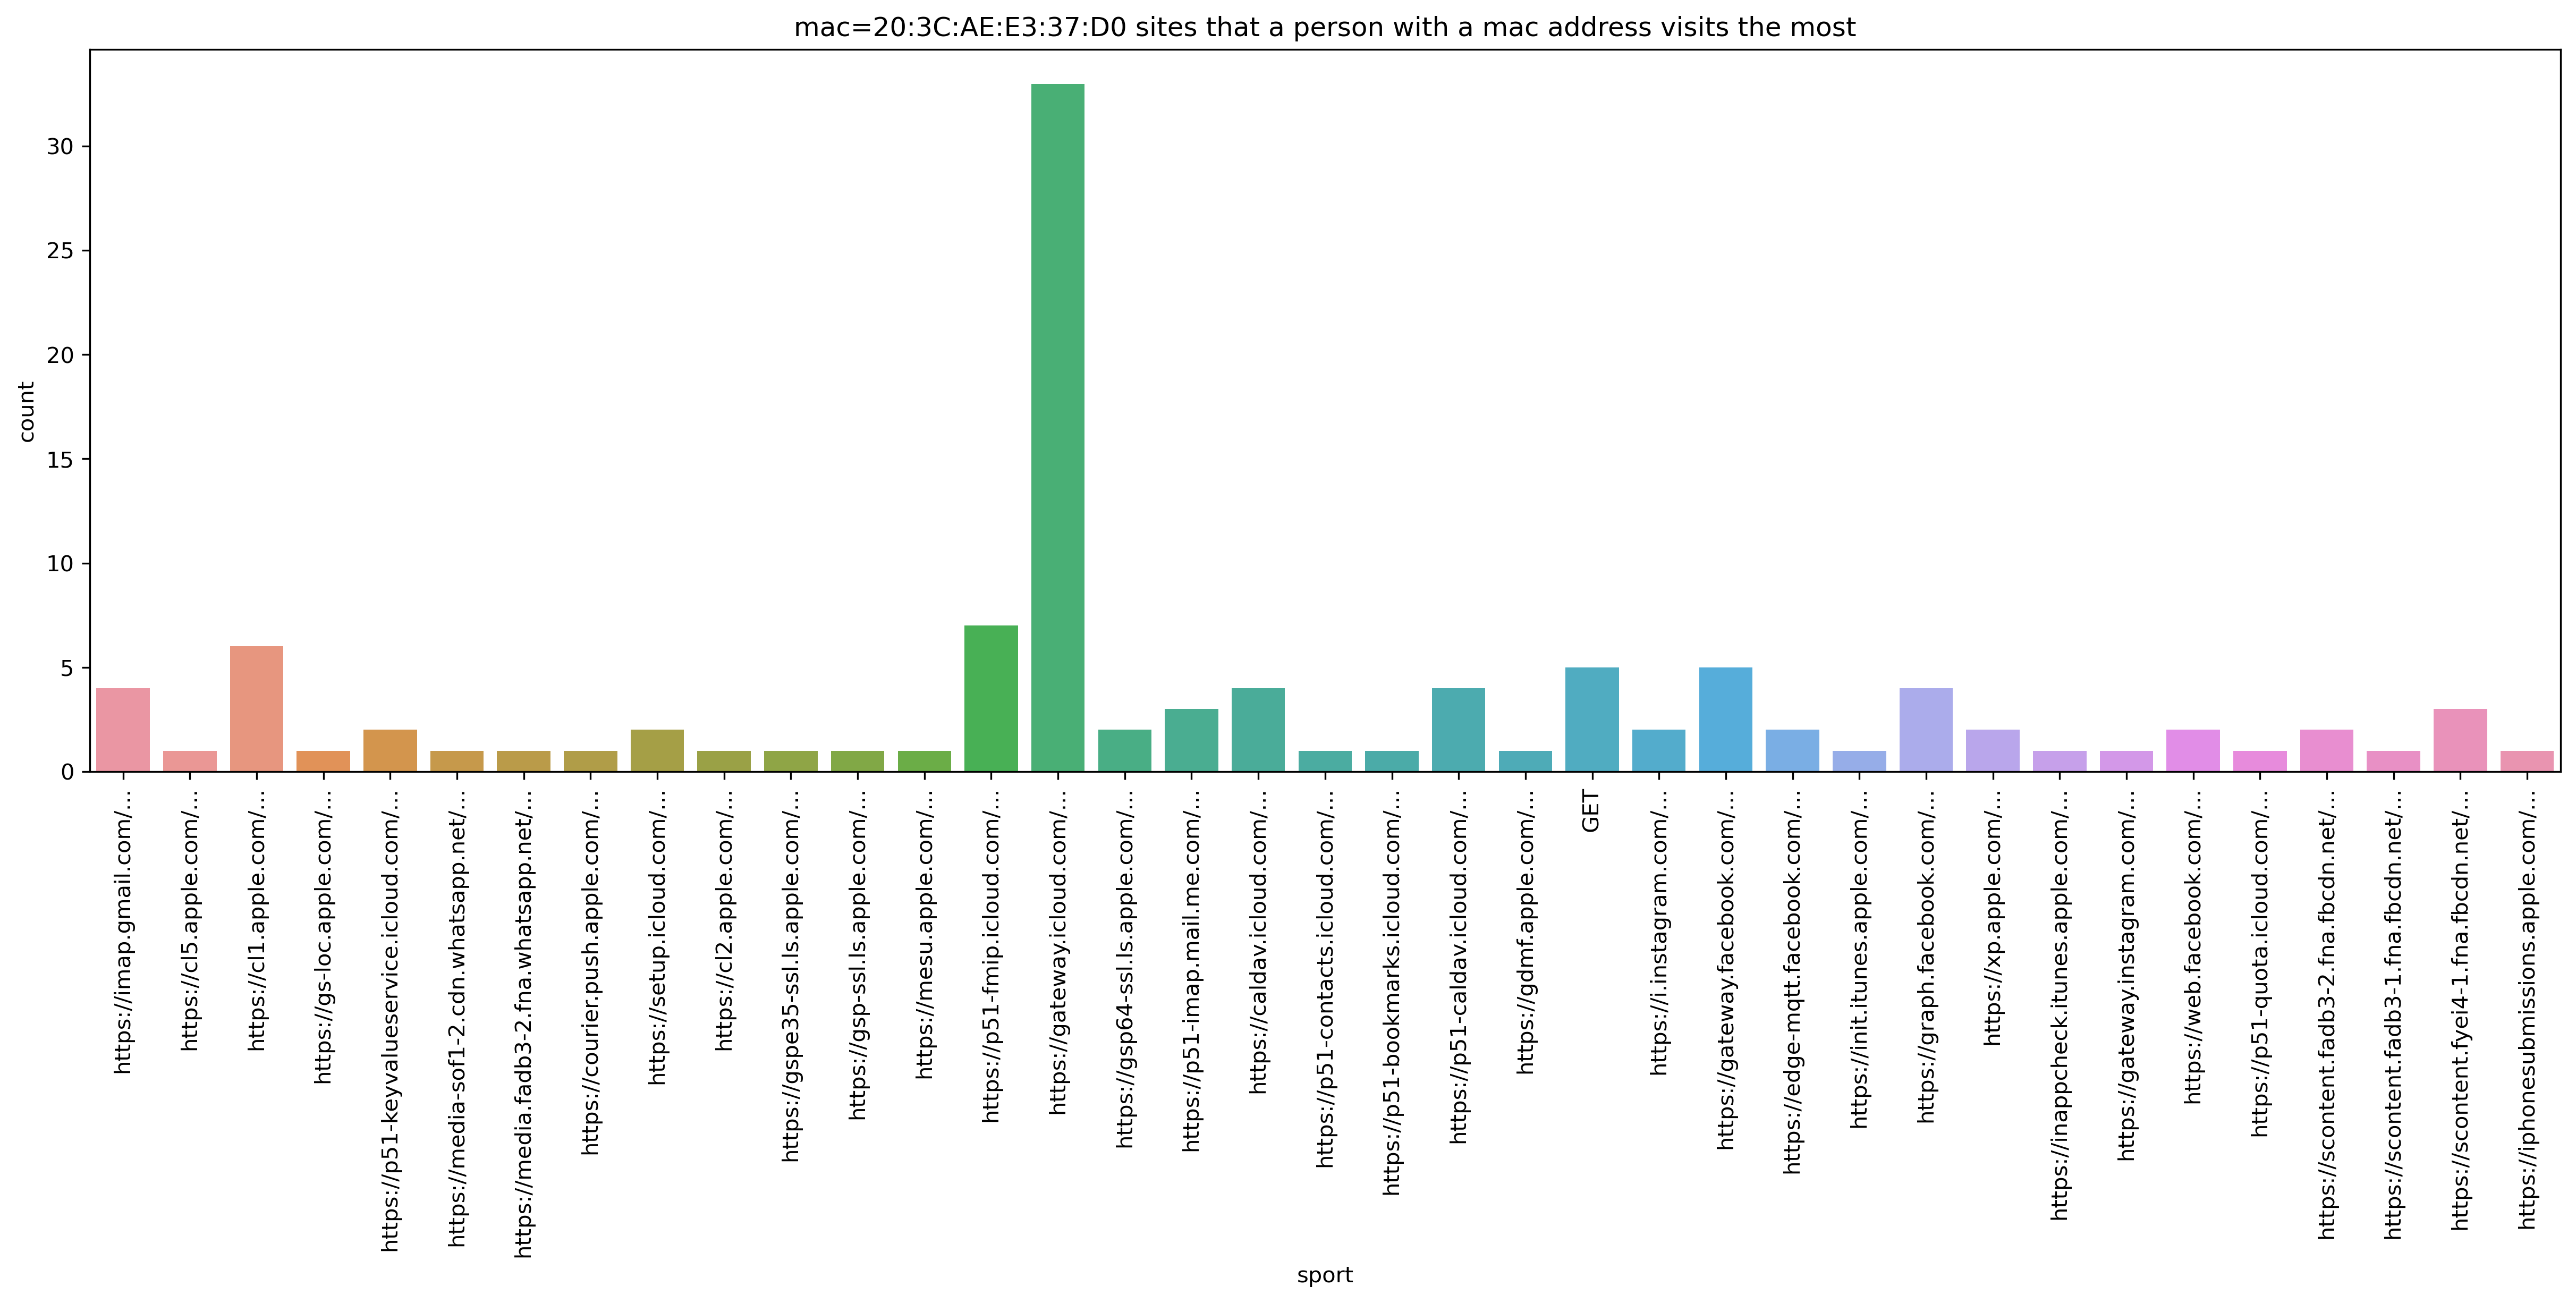 mac=20:3C:AE:E3:37:D0 sites that a person with a mac address visits the most
count
30
25
20
15
10
5
0
https://imap.gmail.com/...
https://cl5.apple.com/...
https://cl1.apple.com/...
https://gs-loc.apple.com/...
https://p51-keyvalueservice.icloud.com/...
https://media-sof1-2.cdn.whatsapp.net/...
https://media.fadb3-2.fna.whatsapp.net/...
https://courier.push.apple.com/...
https://setup.icloud.com/...
https://cl2.apple.com/...
https://gspe35-ssl.ls.apple.com/...
https://gsp-ssl.ls.apple.com/...
https://mesu.apple.com/...
https://p51-fmip.icloud.com/...
https://gateway.icloud.com/...
https://gsp64-ssl.ls.apple.com/...
https://p51-imap.mail.me.com/...
https://caldav.icloud.com/...
https://p51-contacts.icloud.com/...
https://p51-bookmarks.icloud.com/...
https://p51-caldav.icloud.com/...
https://gdmf.apple.com/...
GET
https://i.instagram.com/...
https://gateway.facebook.com/...
https://edge-mqtt.facebook.com/...
https://init.itunes.apple.com/...
https://graph.facebook.com/...
https://xp.apple.com/...
https://inappcheck.itunes.apple.com/...
https://gateway.instagram.com/...
https://web.facebook.com/...
https://p51-quota.icloud.com/...
https://scontent.fadb3-2.fna.fbcdn.net/...
https://scontent.fadb3-1.fna.fbcdn.net/...
https://scontent.fyei4-1.fna.fbcdn.net/...
https://iphonesubmissions.apple.com/...
sport